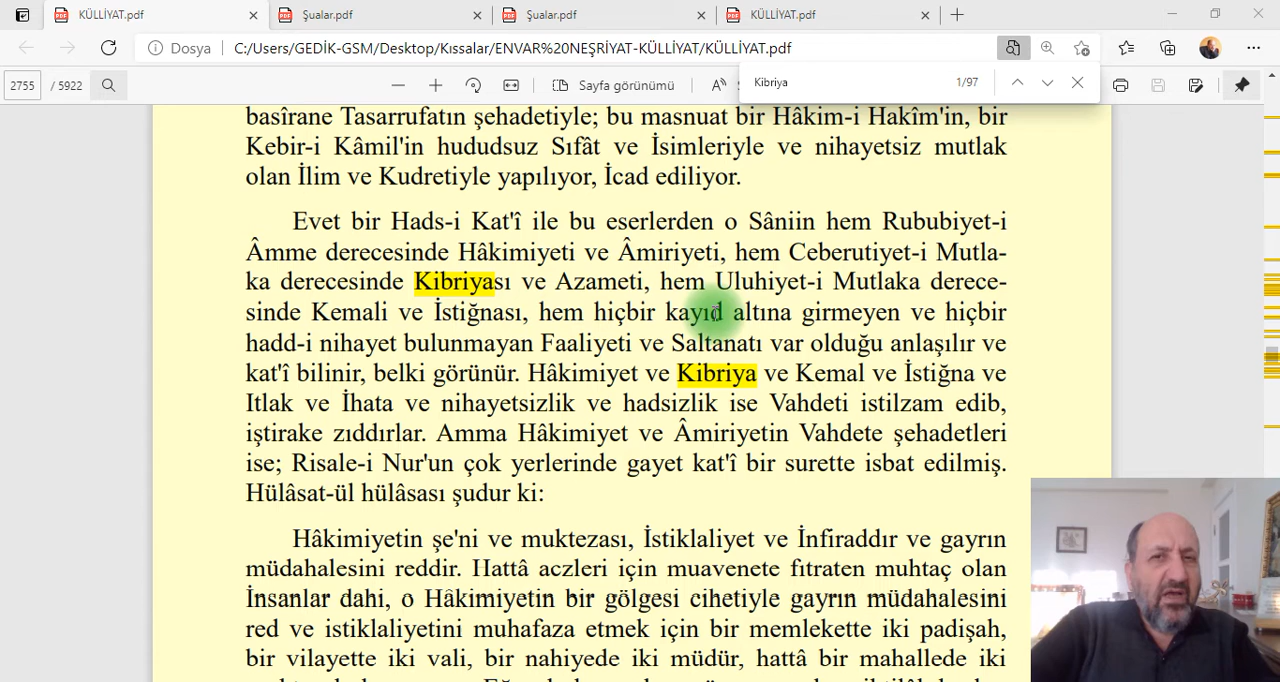 KÜLLİYAT.pdf
Şualar.pdf
Şualar.pdf
KÜLLİYAT.pdf
Dosya
C:/Users/GEDİK-GSM/Desktop/Kıssalar/ENVAR%20NEŞRİYAT-KÜLLİYAT/KÜLLİYAT.pdf
2755 / 5922
Sayfa görünümü
Kibriya
1/97
basîrane Tasarrufatın şehadetiyle; bu masnuat bir Hâkim-i Hakîm'in, bir
Kebir-i Kâmil'in hududsuz Sıfât ve İsimleriyle ve nihayetsiz mutlak
olan İlim ve Kudretiyle yapılıyor, İcad ediliyor.
Evet bir Hads-i Kat'î ile bu eserlerden o Sâniin hem Rububiyet-i
Âmme derecesinde Hâkimiyeti ve Âmiriyeti, hem Ceberutiyet-i Mutla-
ka derecesinde Kibriyası ve Azameti, hem Uluhiyet-i Mutlaka derece-
sinde Kemali ve İstiğnası, hem hiçbir kayıd altına girmeyen ve hiçbir
hadd-i nihayet bulunmayan Faaliyeti ve Saltanatı var olduğu anlaşılır ve
kat'î bilinir, belki görünür. Hâkimiyet ve Kibriya ve Kemal ve İstiğna ve
Itlak ve İhata ve nihayetsizlik ve hadsizlik ise Vahdeti istilzam edib,
iştirake zıddırlar. Amma Hâkimiyet ve Âmiriyetin Vahdete şehadetleri
ise; Risale-i Nur'un çok yerlerinde gayet kat'î bir surette isbat edilmiş.
Hülâsat-ül hülâsası şudur ki:
Hâkimiyetin şe'ni ve muktezası, İstiklaliyet ve İnfiraddır ve gayrın
müdahalesini reddir. Hattâ aczleri için muavenete fıtraten muhtaç olan
İnsanlar dahi, o Hâkimiyetin bir gölgesi cihetiyle gayrın müdahalesini
red ve istiklaliyetini muhafaza etmek için bir memlekette iki padişah,
bir vilayette iki vali, bir nahiyede iki müdür, hattâ bir mahallede iki